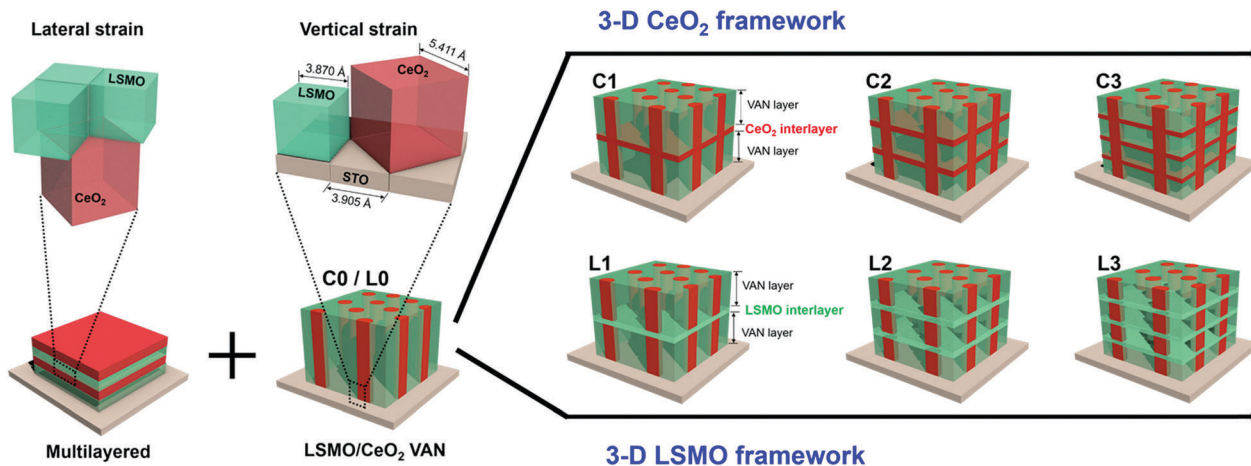 Lateral strain
LSMO
CeO₂
Multilayered
Vertical strain
5.411 Å
3.870 Å
CeO₂
LSMO
STO
3.905 Å
C0 / L0
LSMO/CeO₂ VAN
3-D CeO₂ framework
C1
VAN layer
CeO₂ interlayer
VAN layer
C2
C3
L1
VAN layer
LSMO interlayer
VAN layer
L2
L3
3-D LSMO framework